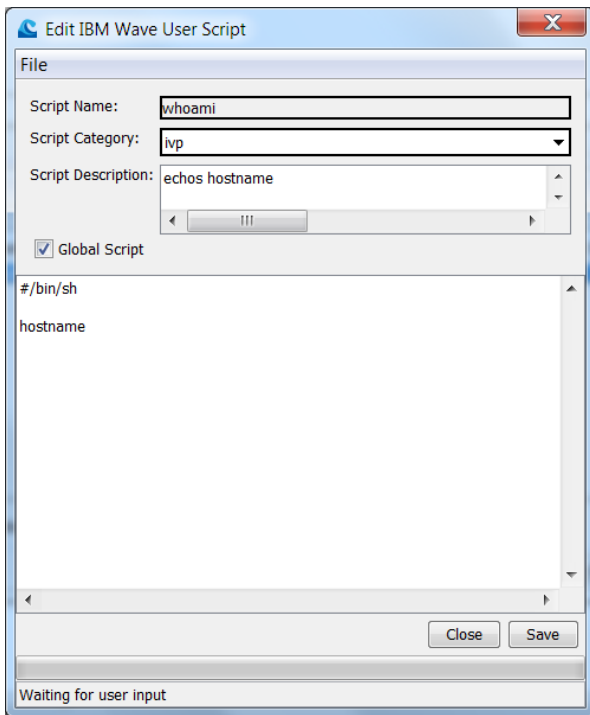 Edit IBM Wave User Script
File
Script Name: whoami
Script Category: ivp
Script Description: echos hostname
Global Script
#/bin/sh
hostname
Close Save
Waiting for user input